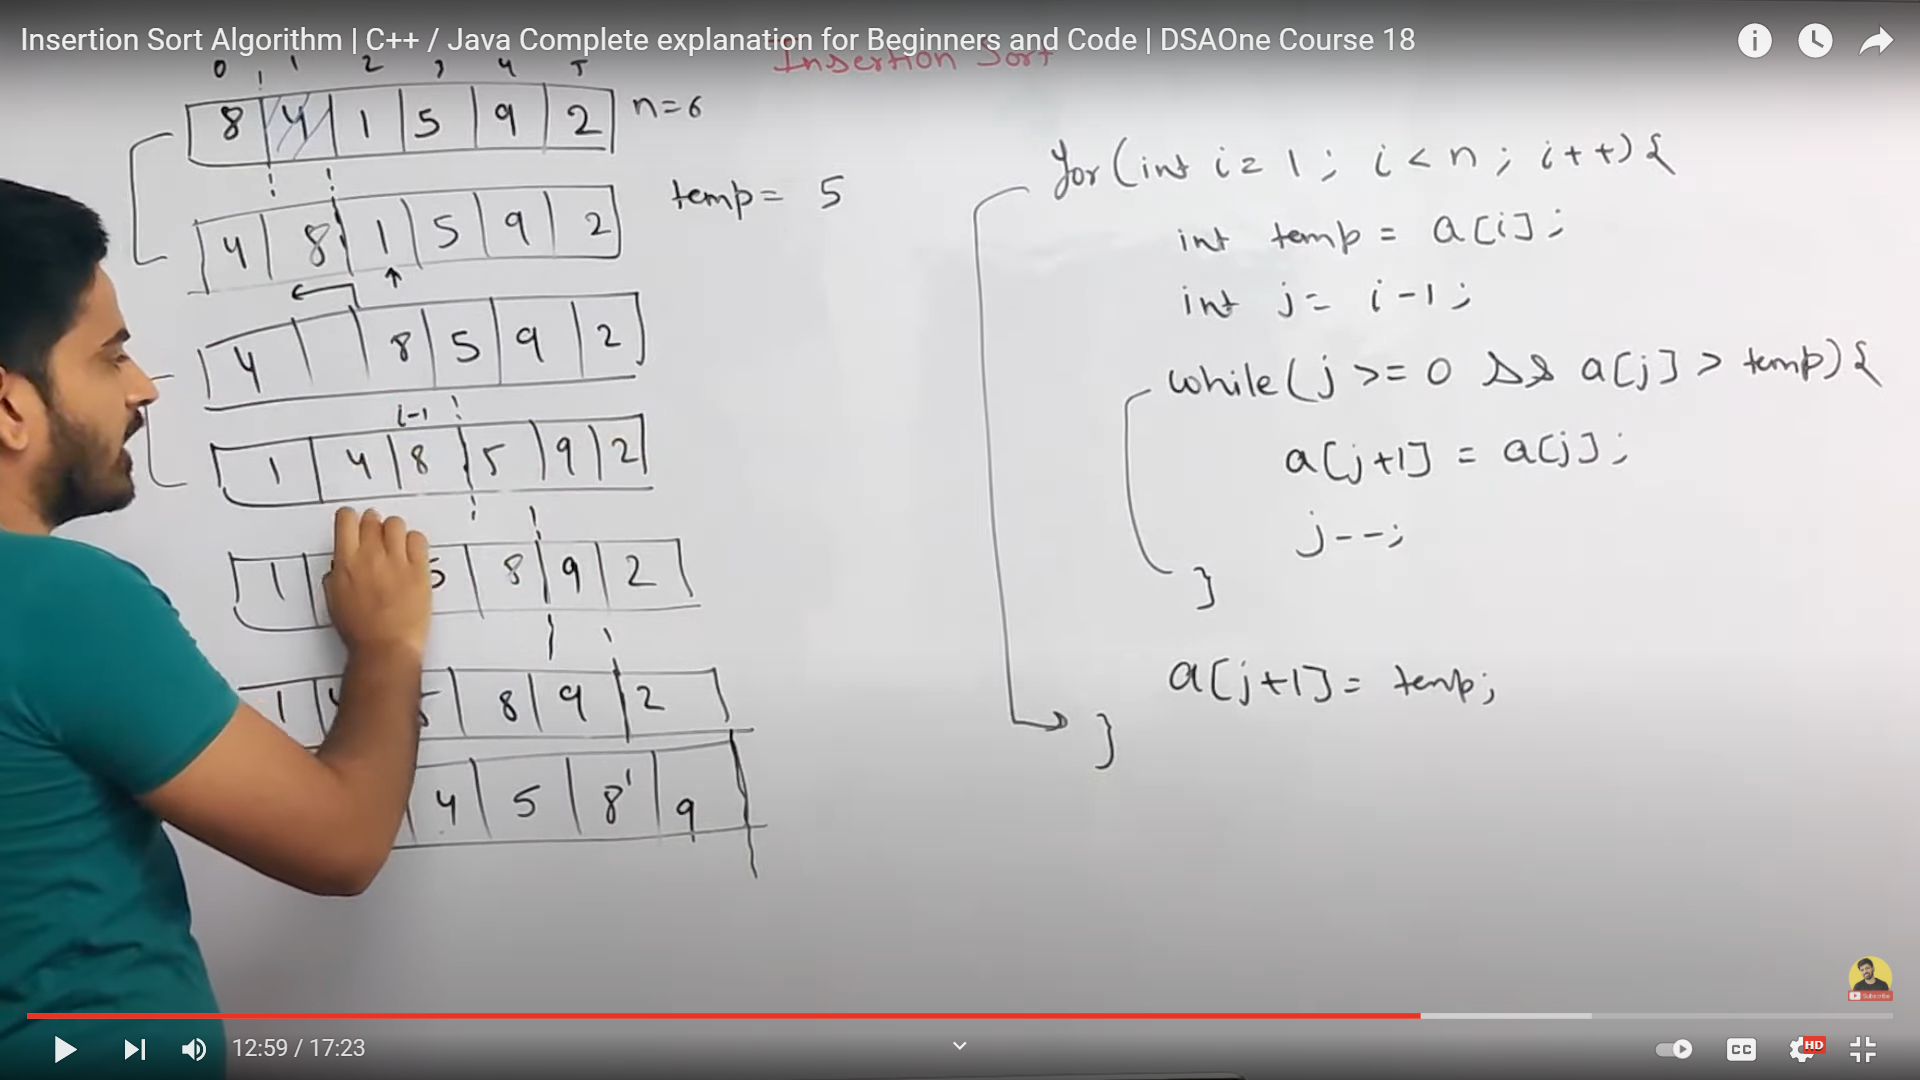 Insertion Sort Algorithm | C++ / Java Complete explanation for Beginners and Code | DSAOne Course 18
Insertion Sort
0 1 2 3 4 5
8 4 1 5 9 2 n=6
temp = 5
4 8 1 5 9 2
4 8 5 9 2
i-1
1 4 8 5 9 2
1 5 8 9 2
1 4 5 8 9 2
4 5 8 9
for(int i=1; i<n; i++){
int temp = a[i];
int j= i-1;
while(j>=0 && a[j]>temp){
a[j+1] = a[j];
j--;
}
a[j+1]= temp;
}
Subscribe
12:59 / 17:23
CC
HD